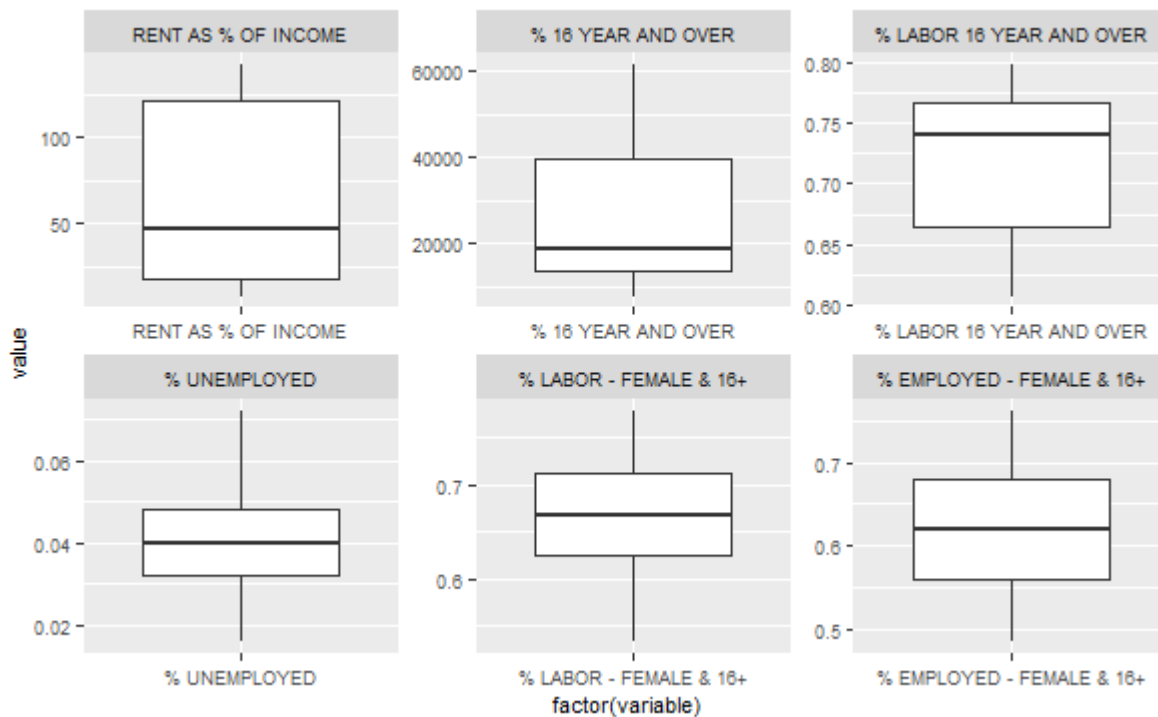 RENT AS % OF INCOME
% 16 YEAR AND OVER
% LABOR 16 YEAR AND OVER
100
50
60000
40000
20000
0.80
0.75
0.70
0.65
0.60
RENT AS % OF INCOME
% 16 YEAR AND OVER
% LABOR 16 YEAR AND OVER
value
% UNEMPLOYED
% LABOR - FEMALE & 16+
% EMPLOYED - FEMALE & 16+
0.06
0.04
0.02
0.7
0.6
0.7
0.6
0.5
% UNEMPLOYED
% LABOR - FEMALE & 16+
% EMPLOYED - FEMALE & 16+
factor(variable)